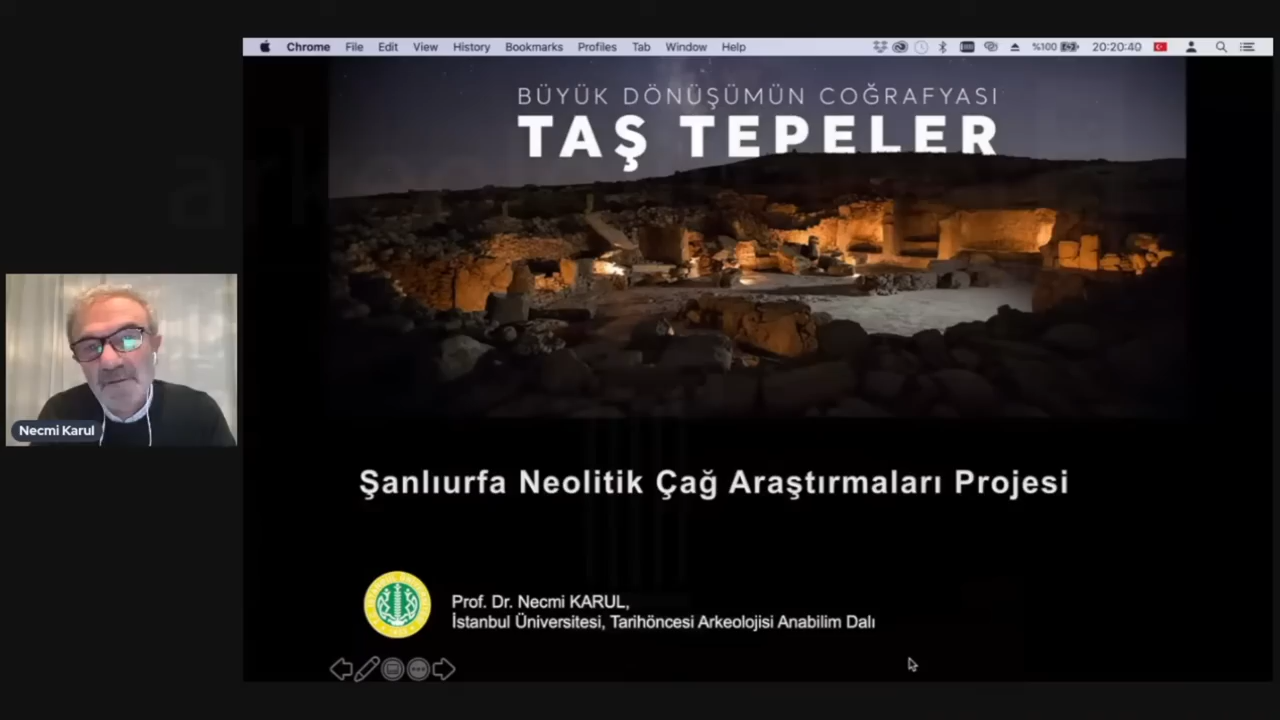 Chrome File Edit View History Bookmarks Profiles Tab Window Help %100 20:20:40
BÜYÜK DÖNÜŞÜMÜN COĞRAFYASI
TAŞ TEPELER
Necmi Karul
Şanlıurfa Neolitik Çağ Araştırmaları Projesi
Prof. Dr. Necmi KARUL,
İstanbul Üniversitesi, Tarihöncesi Arkeolojisi Anabilim Dalı